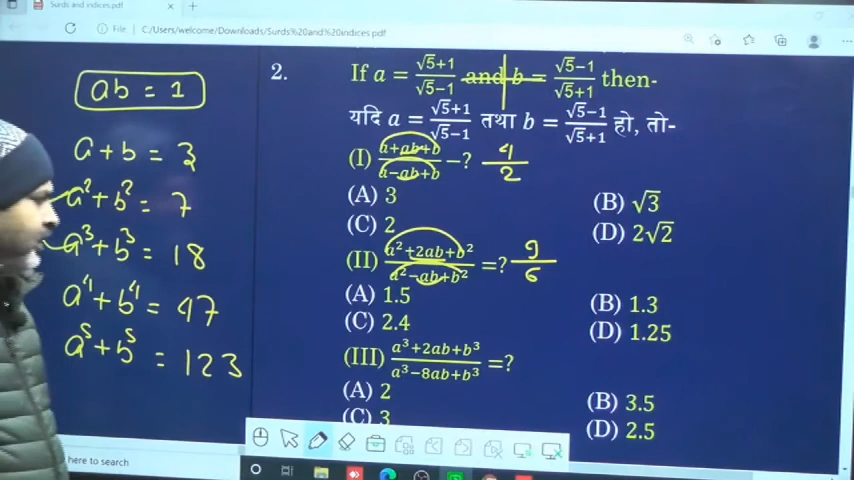 Surds and indices.pdf
File C:/Users/welcome/Downloads/Surds%20and%20indices.pdf
ab = 1
a + b = 3
a² + b² = 7
a³ + b³ = 18
a⁴ + b⁴ = 47
a⁵ + b⁵ = 123
2. If a = (√5+1)/(√5-1) and b = (√5-1)/(√5+1) then-
यदि a = (√5+1)/(√5-1) तथा b = (√5-1)/(√5+1) हो, तो-
(I) (a+ab+b)/(a-ab+b) -? 4/2
(A) 3 (B) √3
(C) 2 (D) 2√2
(II) (a²+2ab+b²)/(a²-ab+b²) =? 9/6
(A) 1.5 (B) 1.3
(C) 2.4 (D) 1.25
(III) (a³+2ab+b³)/(a³-8ab+b³) =?
(A) 2 (B) 3.5
(C) 3 (D) 2.5
here to search